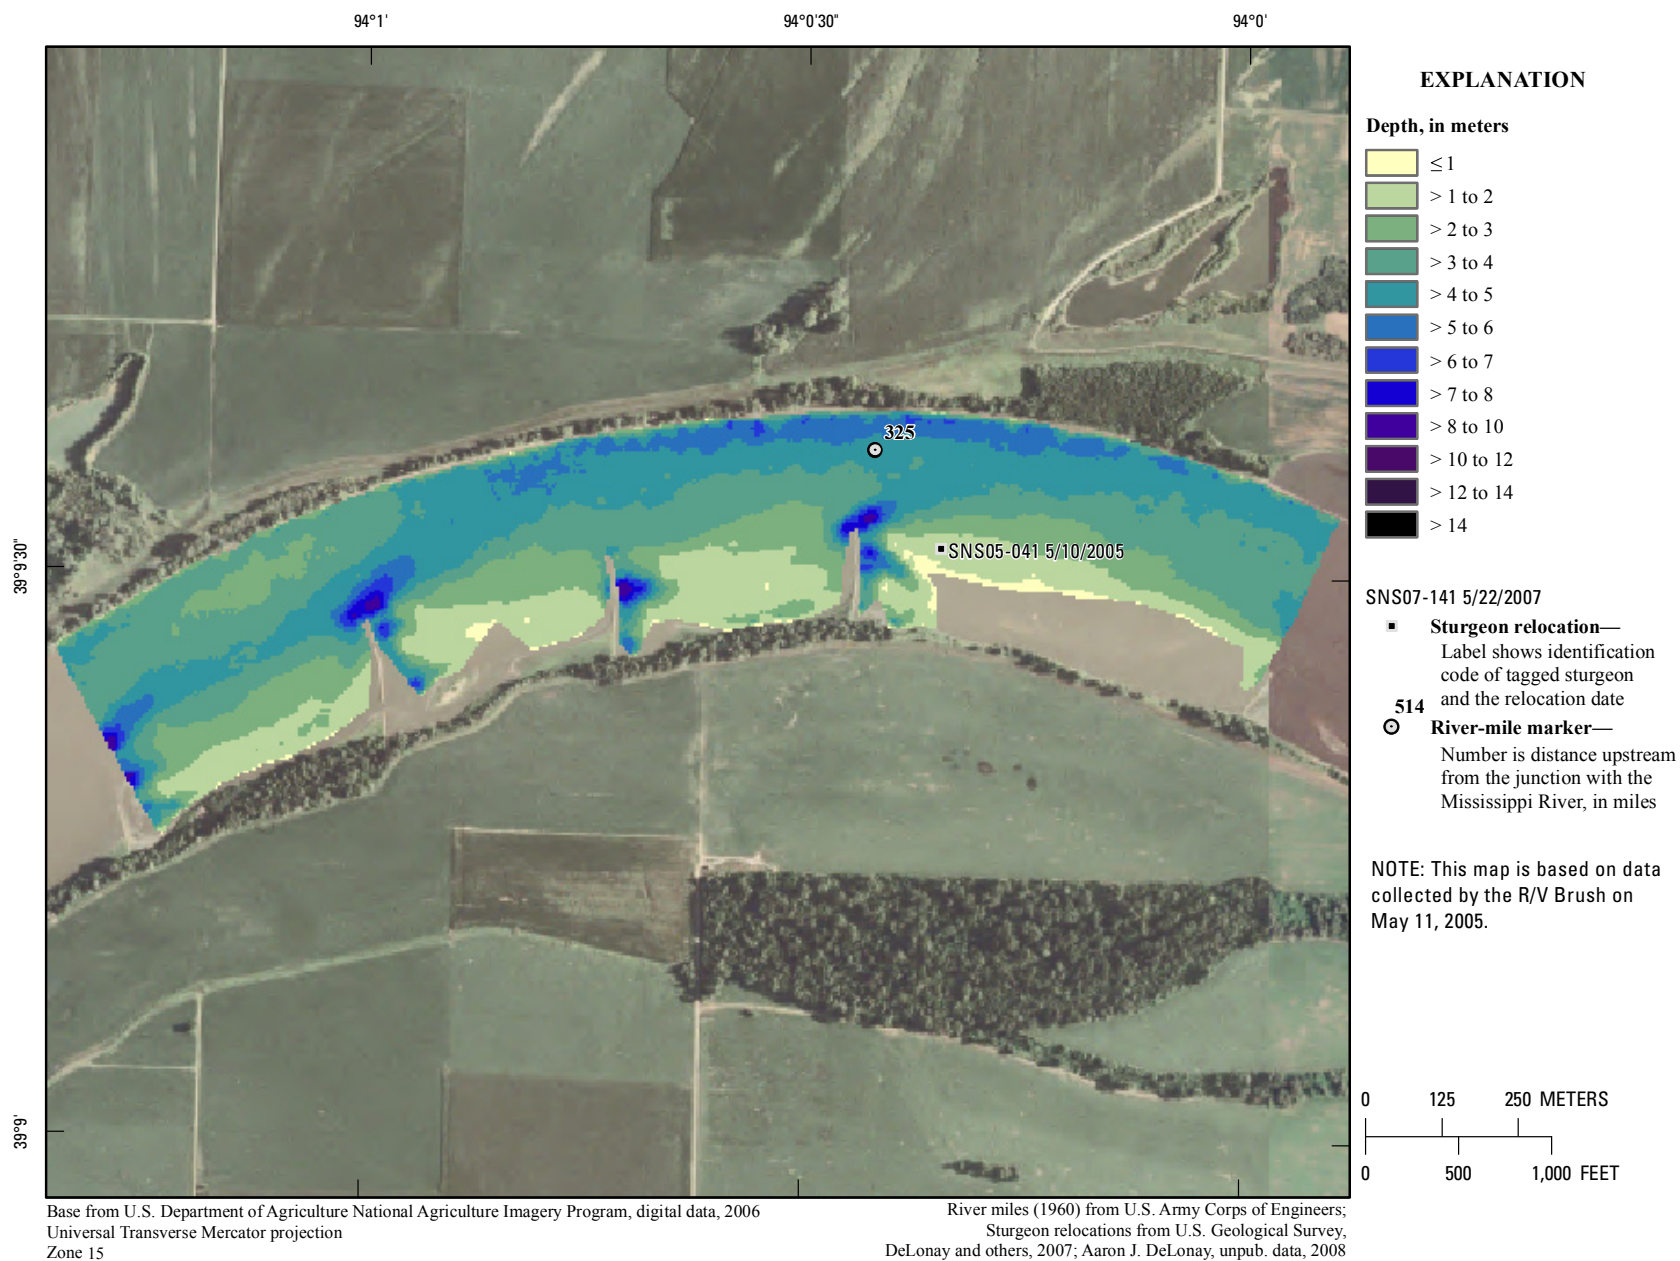 94°1'
94°0'30"
94°0'
39°9'30"
39°9'
325
SNS05-041 5/10/2005
EXPLANATION
Depth, in meters
≤ 1
> 1 to 2
> 2 to 3
> 3 to 4
> 4 to 5
> 5 to 6
> 6 to 7
> 7 to 8
> 8 to 10
> 10 to 12
> 12 to 14
> 14
SNS07-141 5/22/2007
Sturgeon relocation—
Label shows identification
code of tagged sturgeon
and the relocation date
514
River-mile marker—
Number is distance upstream
from the junction with the
Mississippi River, in miles
NOTE: This map is based on data
collected by the R/V Brush on
May 11, 2005.
0 125 250 METERS
0 500 1,000 FEET
Base from U.S. Department of Agriculture National Agriculture Imagery Program, digital data, 2006
Universal Transverse Mercator projection
Zone 15
River miles (1960) from U.S. Army Corps of Engineers;
Sturgeon relocations from U.S. Geological Survey,
DeLonay and others, 2007; Aaron J. DeLonay, unpub. data, 2008